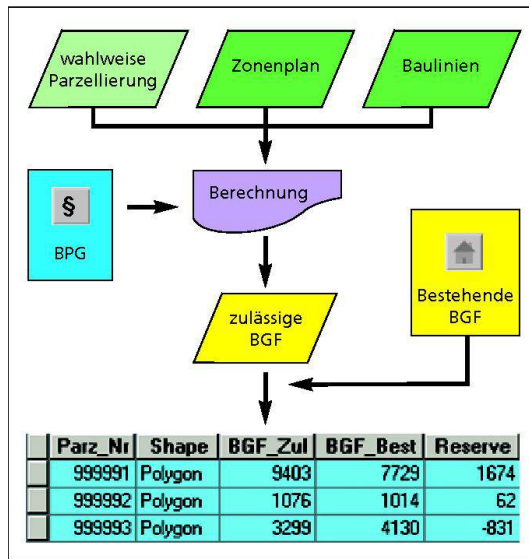 wahlweise
Parzellierung
Zonenplan
Baulinien
§
BPG
Berechnung
Bestehende
BGF
zulässige
BGF
Parz_Nr Shape BGF_Zul BGF_Best Reserve
999991 Polygon 9403 7729 1674
999992 Polygon 1076 1014 62
999993 Polygon 3299 4130 -831